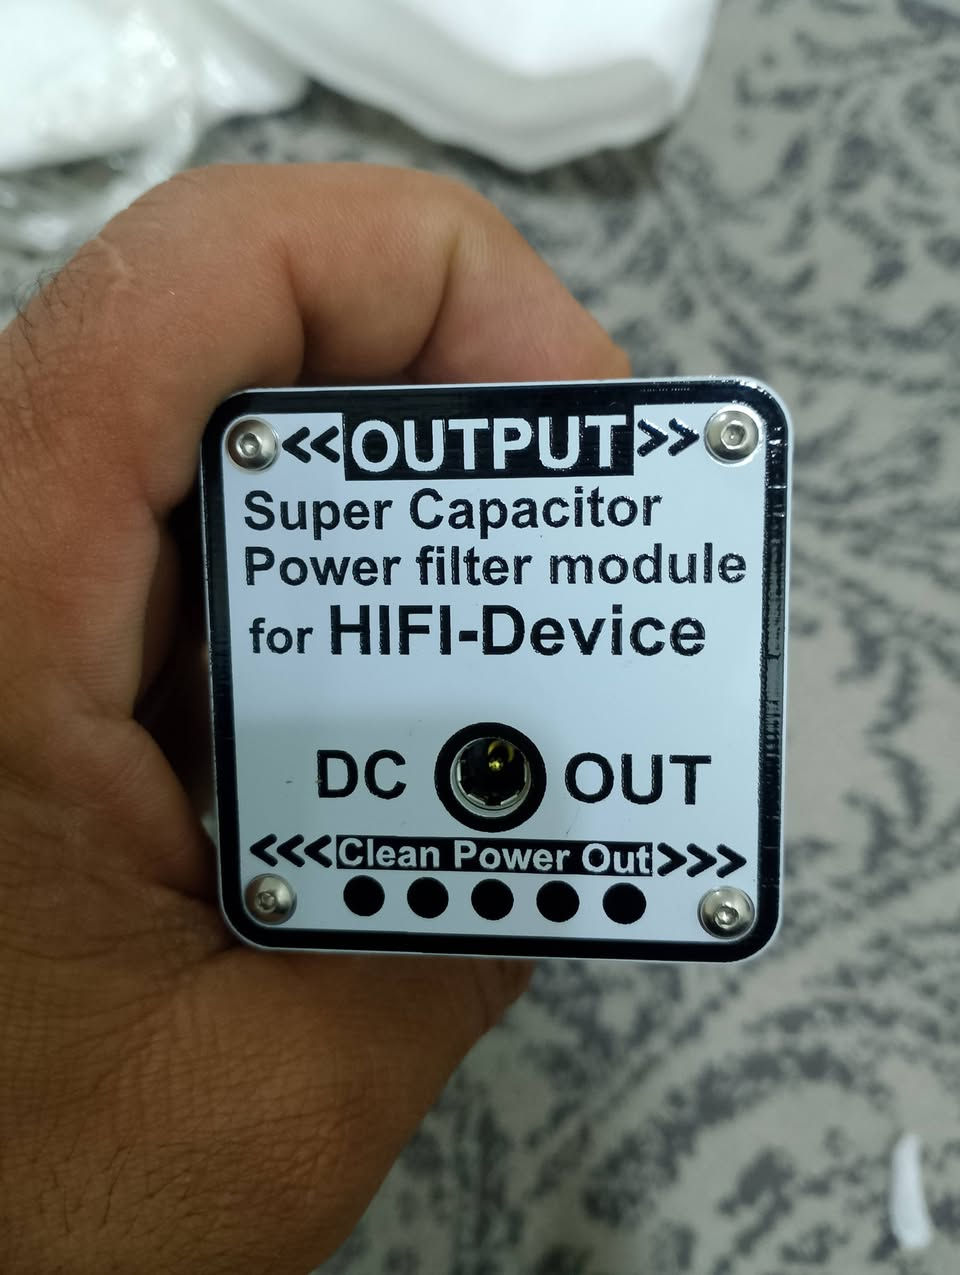 <<OUTPUT>>
Super Capacitor
Power filter module
for HIFI-Device
DC OUT
<<<Clean Power Out>>>